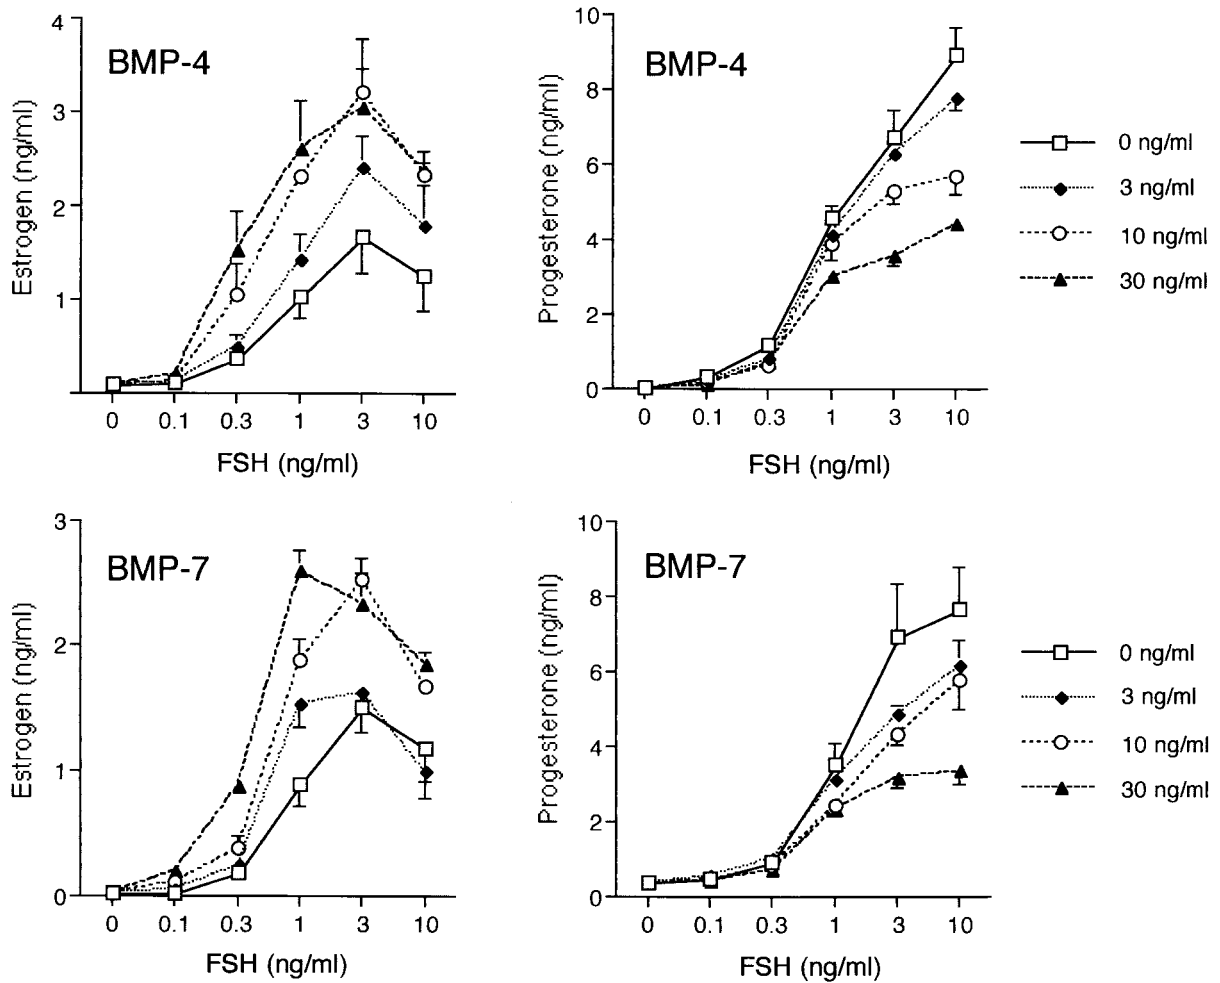 BMP-4
Estrogen (ng/ml)
4
3
2
1
0 0.1 0.3 1 3 10
FSH (ng/ml)
BMP-4
Progesterone (ng/ml)
10
8
6
4
2
0
0 0.1 0.3 1 3 10
FSH (ng/ml)
0 ng/ml
3 ng/ml
10 ng/ml
30 ng/ml
BMP-7
Estrogen (ng/ml)
3
2
1
0
0 0.1 0.3 1 3 10
FSH (ng/ml)
BMP-7
Progesterone (ng/ml)
10
8
6
4
2
0
0 0.1 0.3 1 3 10
FSH (ng/ml)
0 ng/ml
3 ng/ml
10 ng/ml
30 ng/ml